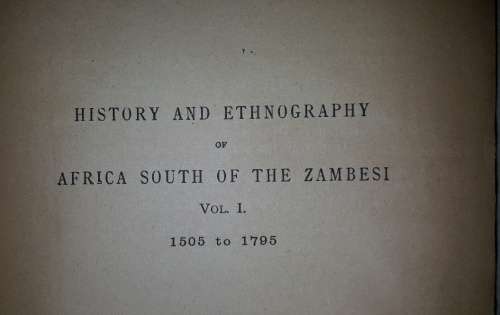 HISTORY AND ETHNOGRAPHY
OF
AFRICA SOUTH OF THE ZAMBESI
VOL. I.
1505 to 1795